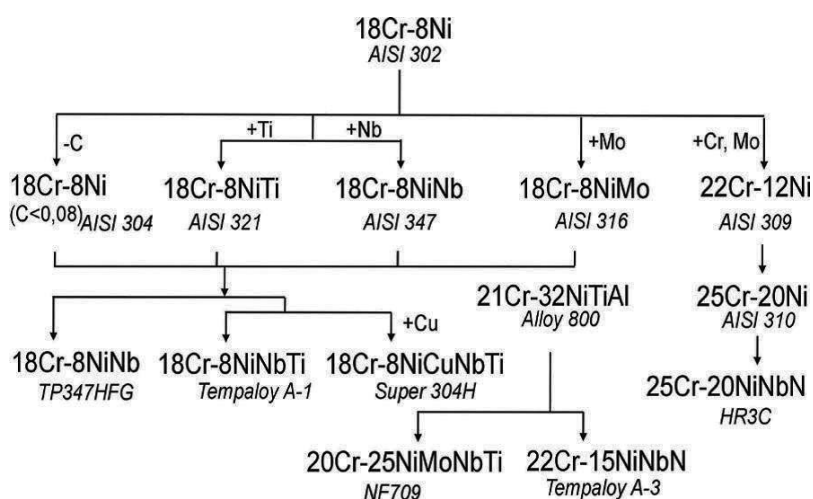 18Cr-8Ni
AISI 302
-C
+Ti
+Nb
+Mo
+Cr, Mo
18Cr-8Ni
(C<0,08) AISI 304
18Cr-8NiTi
AISI 321
18Cr-8NiNb
AISI 347
18Cr-8NiMo
AISI 316
22Cr-12Ni
AISI 309
21Cr-32NiTiAl
Alloy 800
25Cr-20Ni
AISI 310
+Cu
18Cr-8NiNb
TP347HFG
18Cr-8NiNbTi
Tempaloy A-1
18Cr-8NiCuNbTi
Super 304H
25Cr-20NiNbN
HR3C
20Cr-25NiMoNbTi
NF709
22Cr-15NiNbN
Tempaloy A-3